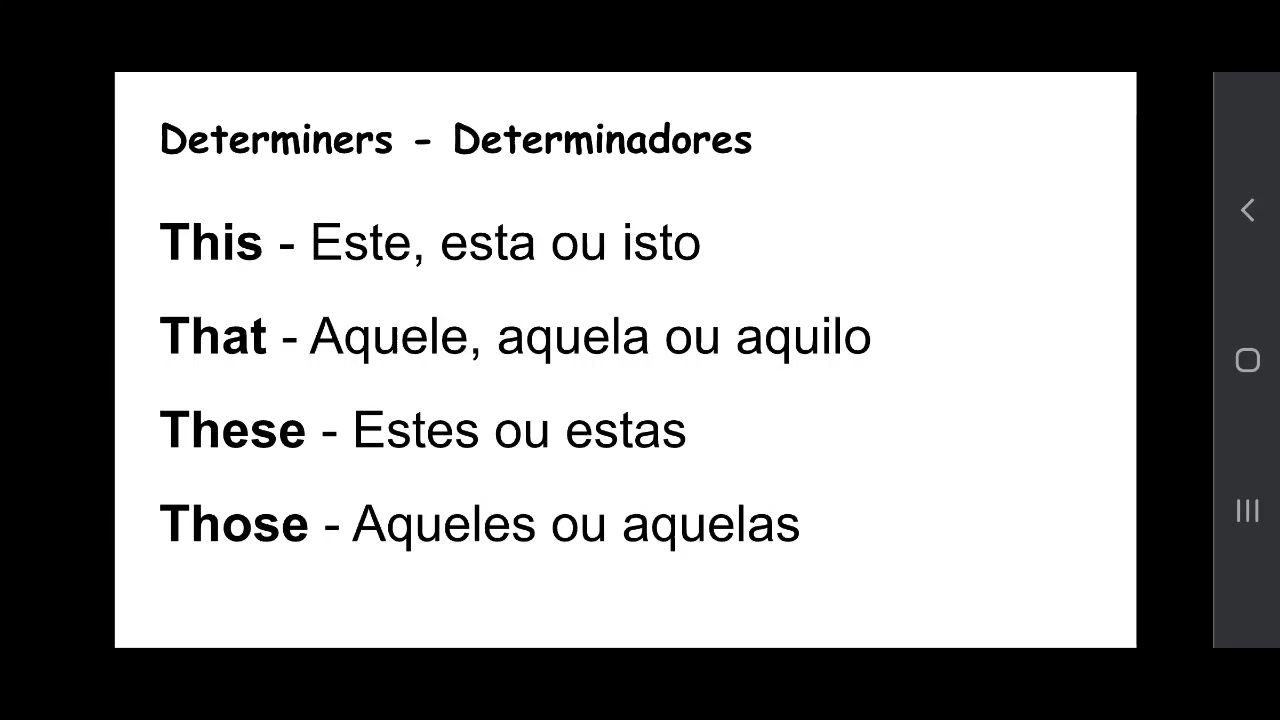 Determiners - Determinadores
This - Este, esta ou isto
That - Aquele, aquela ou aquilo
These - Estes ou estas
Those - Aqueles ou aquelas